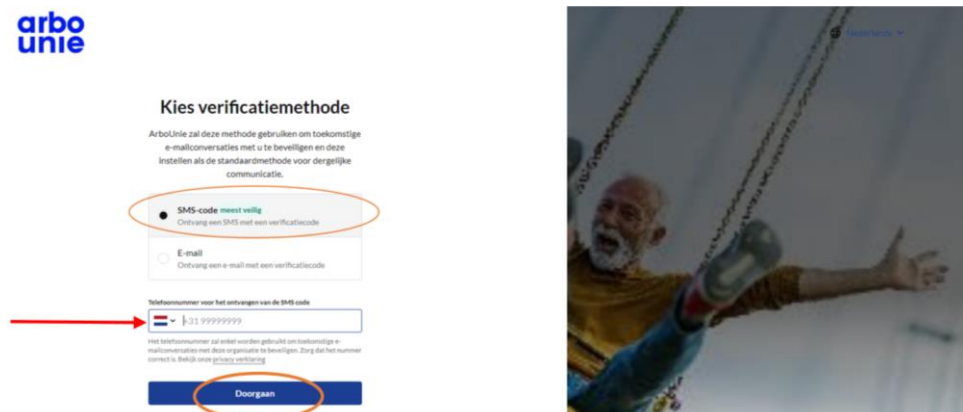 arbo
unie
Nederlands
Kies verificatiemethode
ArboUnie zal deze methode gebruiken om toekomstige
e-mailconversaties met u te beveiligen en deze
instellen als de standaardmethode voor dergelijke
communicatie.
SMS-code meest veilig
Ontvang een SMS met een verificatiecode
E-mail
Ontvang een e-mail met een verificatiecode
Telefoonnummer voor het ontvangen van de SMS code
+31 99999999
Het telefoonnummer zal enkel worden gebruikt om toekomstige e-
mailconversaties met deze organisatie te beveiligen. Zorg dat het nummer
correct is. Bekijk onze privacy verklaring
Doorgaan